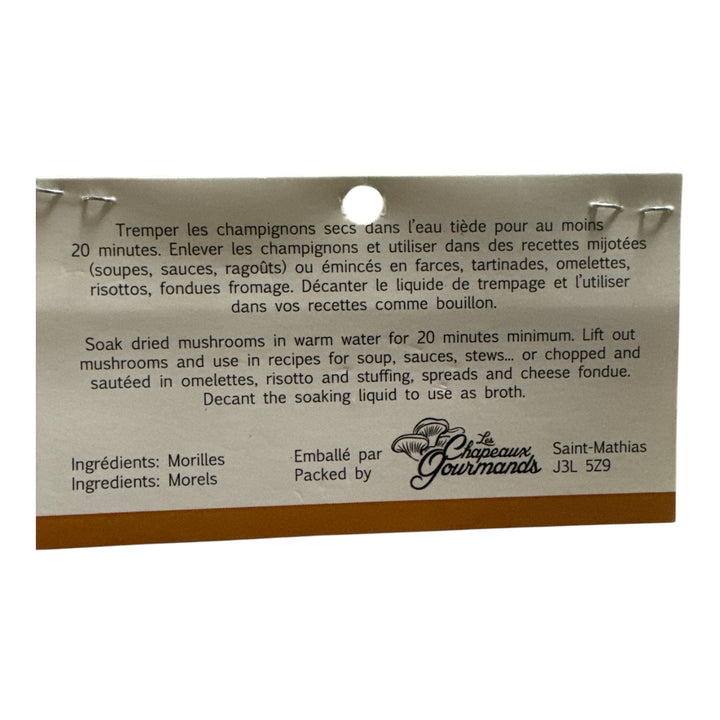 Tremper les champignons secs dans l'eau tiède pour au moins
20 minutes. Enlever les champignons et utiliser dans des recettes mijotées
(soupes, sauces, ragoûts) ou émincés en farces, tartinades, omelettes,
risottos, fondues fromage. Décanter le liquide de trempage et l'utiliser
dans vos recettes comme bouillon.
Soak dried mushrooms in warm water for 20 minutes minimum. Lift out
mushrooms and use in recipes for soup, sauces, stews... or chopped and
sautéed in omelettes, risotto and stuffing, spreads and cheese fondue.
Decant the soaking liquid to use as broth.
Ingrédients: Morilles
Ingredients: Morels
Emballé par
Packed by
Les
Chapeaux
Gourmands
Saint-Mathias
J3L 5Z9